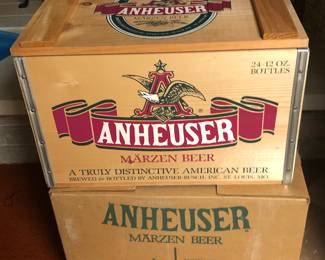 ANHEUSER
MÄRZEN BEER
24-12 OZ.
BOTTLES
A
ANHEUSER
MÄRZEN BEER
A TRULY DISTINCTIVE AMERICAN BEER
BREWED & BOTTLED BY ANHEUSER-BUSCH, INC. ST. LOUIS, MO.
ANHEUSER
MÄRZEN BEER